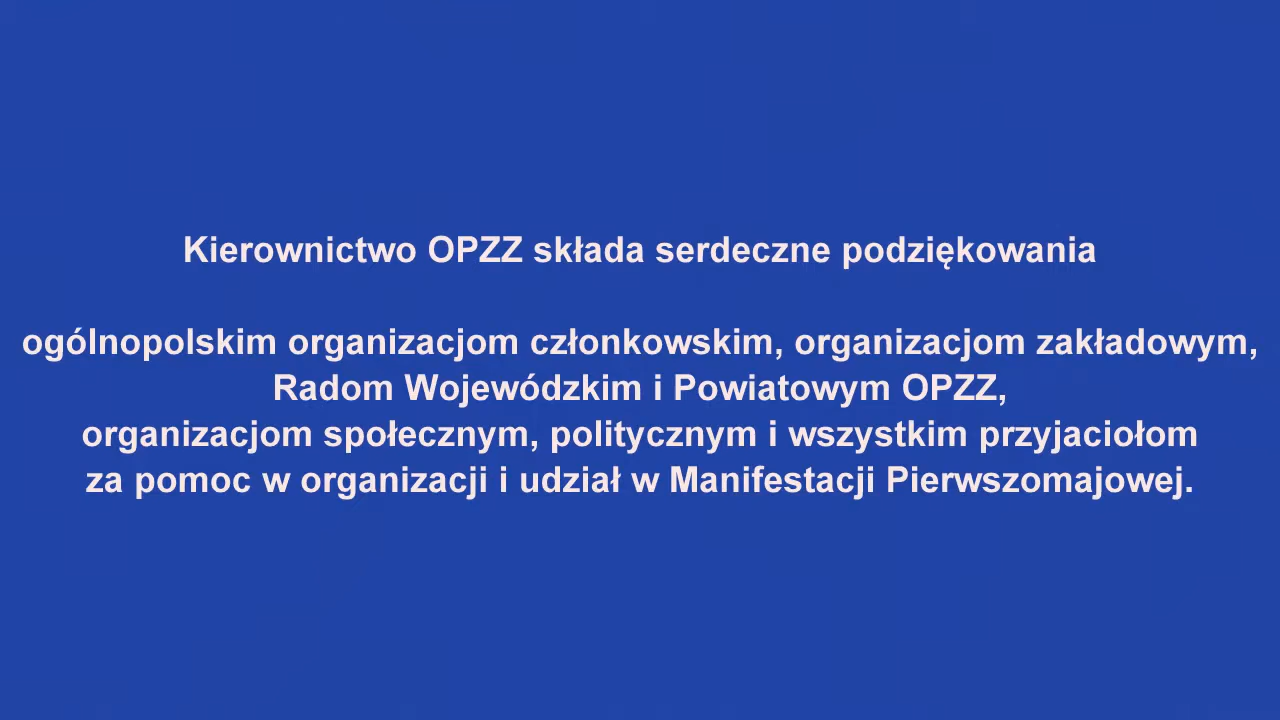 Kierownictwo OPZZ składa serdeczne podziękowania
ogólnopolskim organizacjom członkowskim, organizacjom zakładowym,
Radom Wojewódzkim i Powiatowym OPZZ,
organizacjom społecznym, politycznym i wszystkim przyjaciołom
za pomoc w organizacji i udział w Manifestacji Pierwszomajowej.